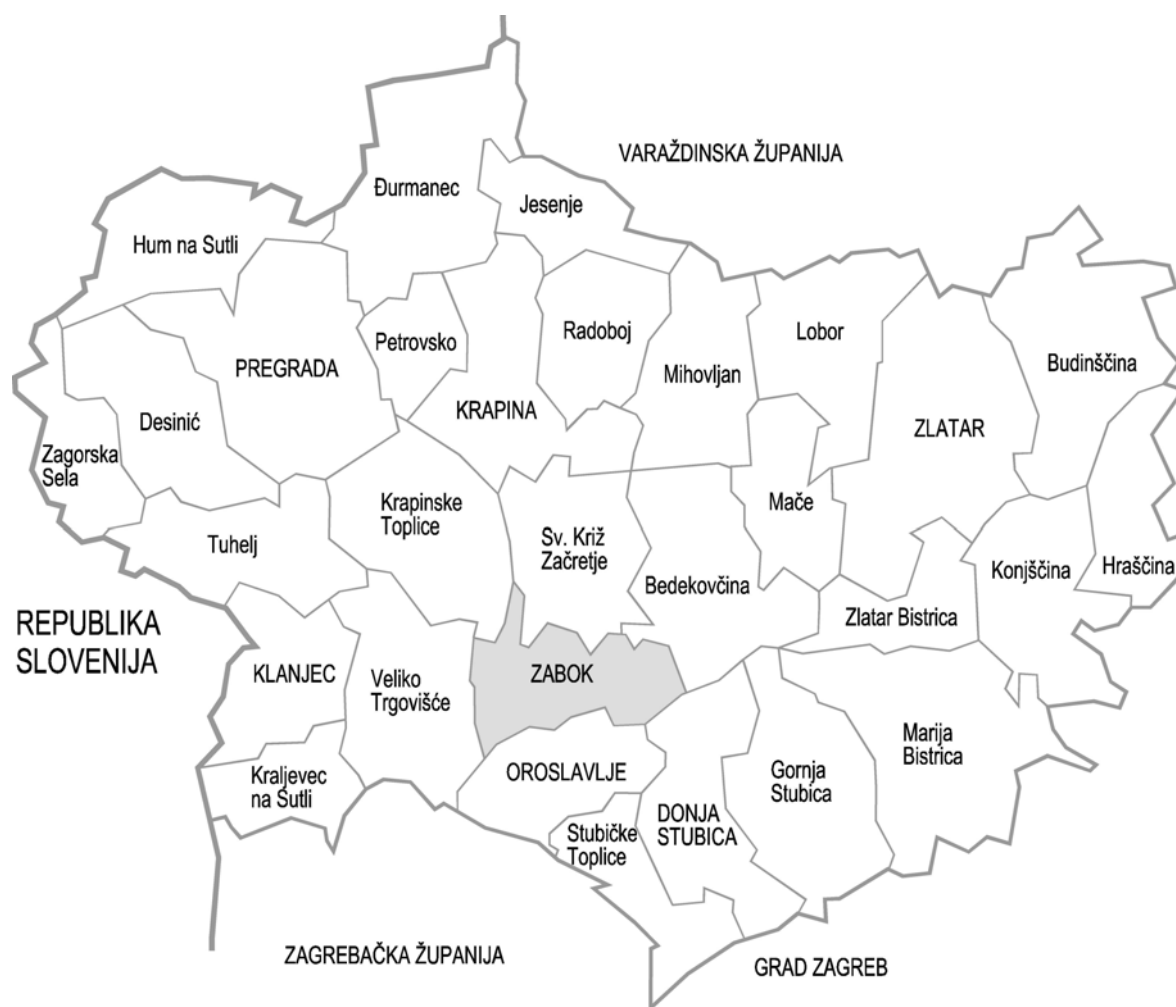 VARAŽDINSKA ŽUPANIJA
Đurmanec
Jesenje
Hum na Sutli
Lobor
Radoboj
Petrovsko
Budinščina
PREGRADA
Mihovljan
KRAPINA
Desinić
ZLATAR
Zagorska
Sela
Krapinske
Toplice
Mače
Sv. Križ
Začretje
Tuhelj
Konjščina
Hraščina
Bedekovčina
Zlatar Bistrica
REPUBLIKA
SLOVENIJA
KLANJEC
Veliko
Trgovišće
ZABOK
Marija
Bistrica
Gornja
Stubica
OROSLAVLJE
Kraljevec
na Sutli
DONJA
STUBICA
Stubičke
Toplice
ZAGREBAČKA ŽUPANIJA
GRAD ZAGREB